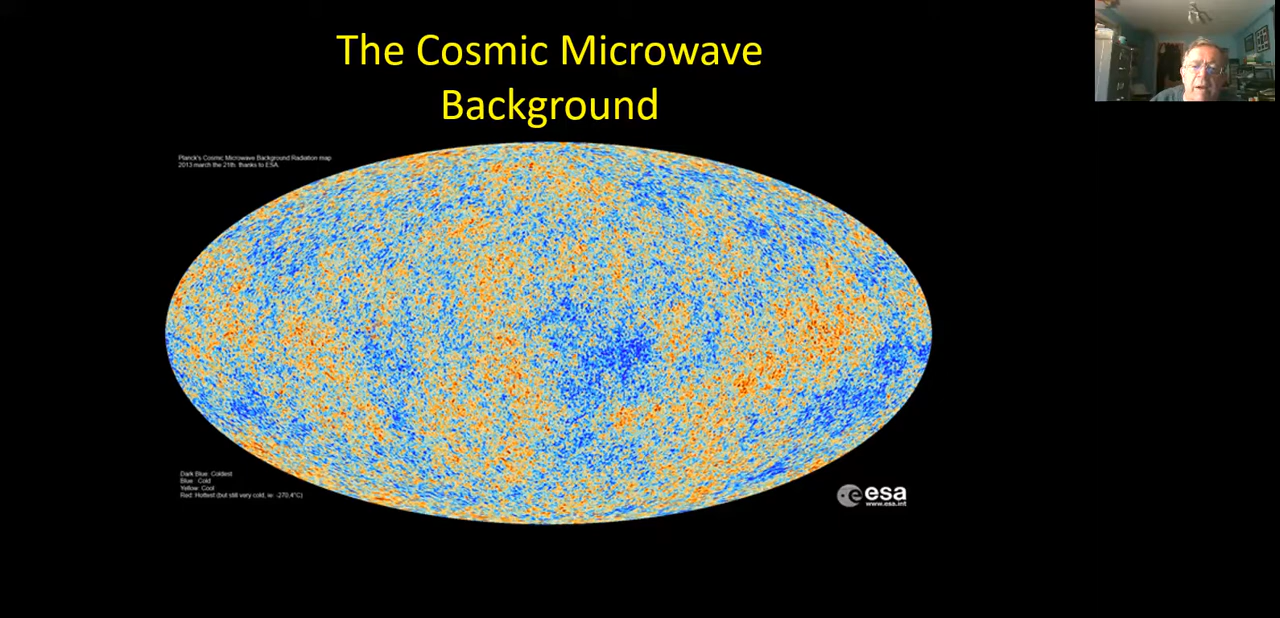 The Cosmic Microwave
Background
Planck's Cosmic Microwave Background Radiation map
2013 march the 21th. thanks to ESA.
Dark Blue: Coldest
Blue : Cold
Yellow: Cool
Red: Hottest (but still very cold, ie: -270,4°C)
esa
www.esa.int